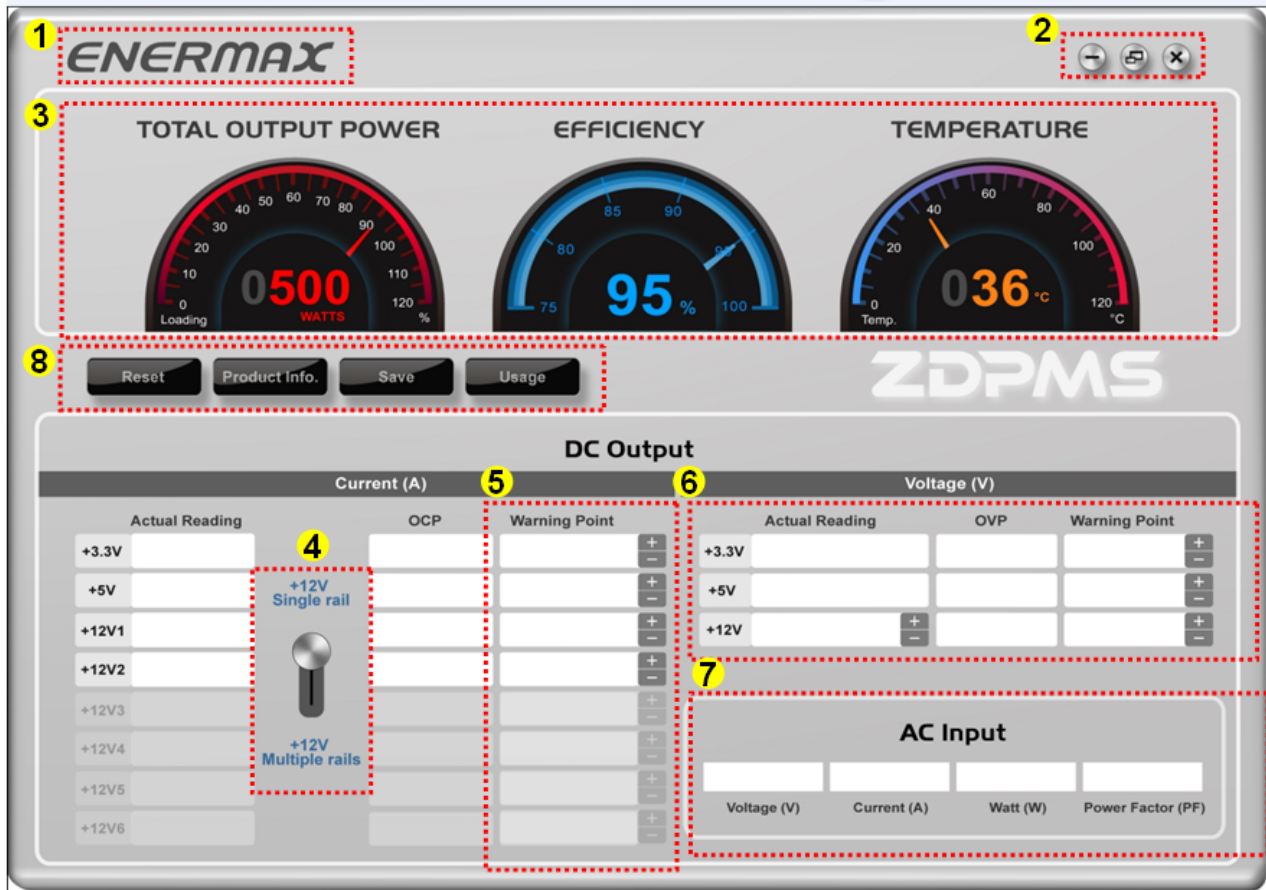 1
ENERMAX
2
3
TOTAL OUTPUT POWER
EFFICIENCY
TEMPERATURE
0 10 20 30 40 50 60 70 80 90 100 110 120
Loading
%
0500
WATTS
75 80 85 90 95 100
95 %
0 20 40 60 80 100 120
Temp.
°C
036 °C
8
Reset
Product Info.
Save
Usage
ZDPMS
DC Output
Current (A)
5
6
Voltage (V)
Actual Reading
OCP
Warning Point
4
+3.3V
+ −
+5V
+ −
+12V1
+ −
+12V2
+ −
+12V3
+ −
+12V4
+ −
+12V5
+ −
+12V6
+ −
+12V
Single rail
+12V
Multiple rails
Actual Reading
OVP
Warning Point
+3.3V
+ −
+5V
+ −
+12V
+ −
+ −
7
AC Input
Voltage (V)
Current (A)
Watt (W)
Power Factor (PF)